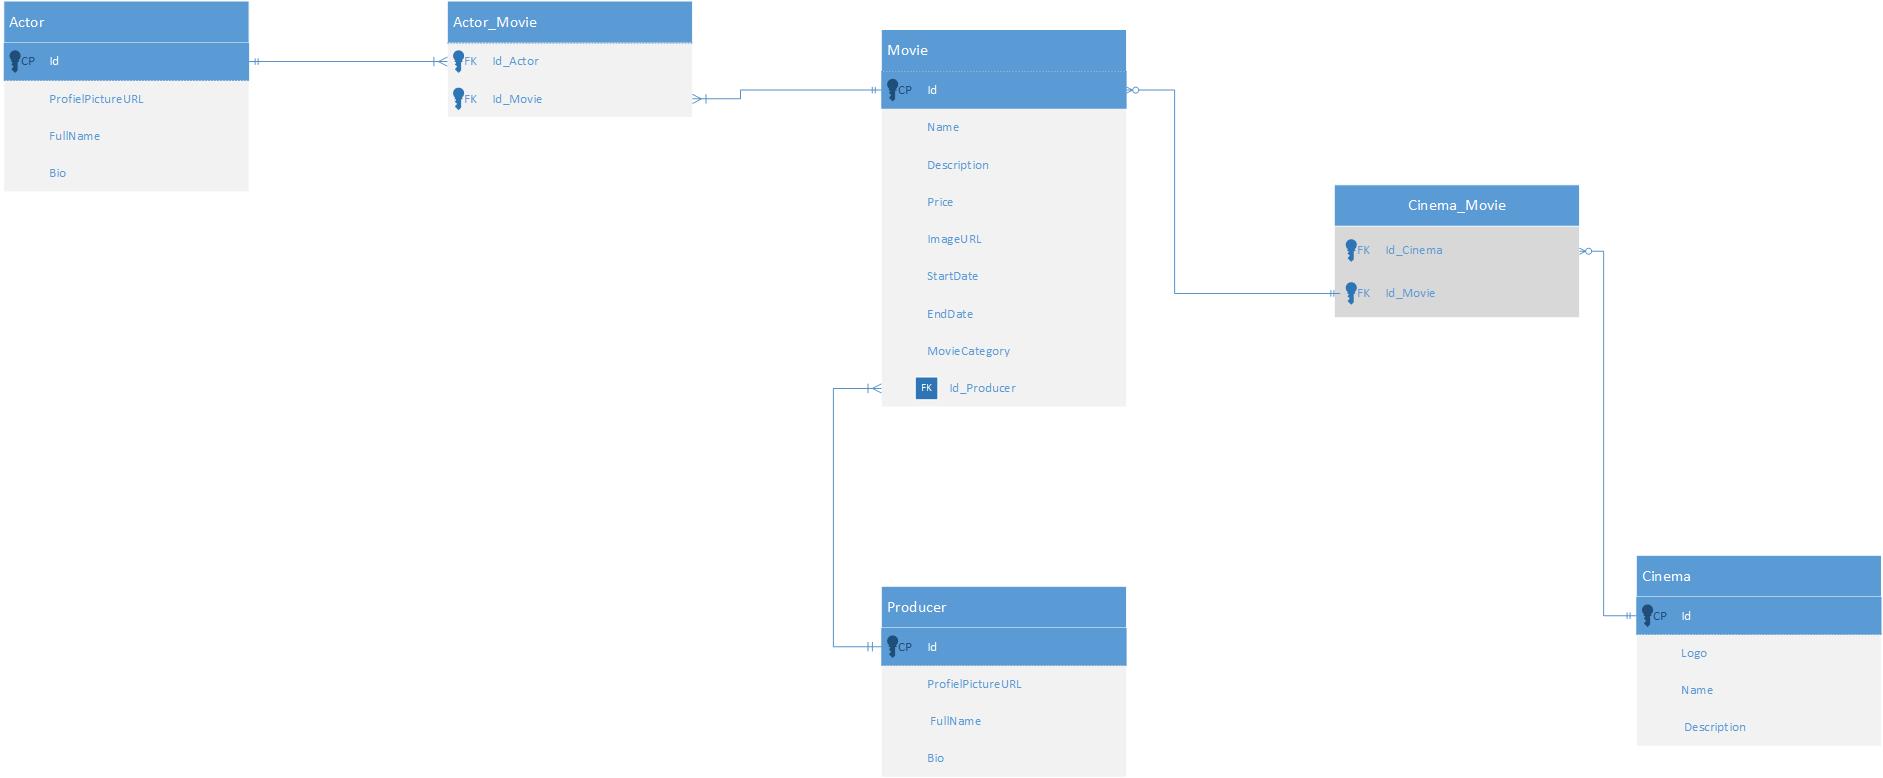 Actor
CP Id
ProfielPictureURL
FullName
Bio
Actor_Movie
FK Id_Actor
FK Id_Movie
Movie
CP Id
Name
Description
Price
ImageURL
StartDate
EndDate
MovieCategory
FK Id_Producer
Cinema_Movie
FK Id_Cinema
FK Id_Movie
Producer
CP Id
ProfielPictureURL
FullName
Bio
Cinema
CP Id
Logo
Name
Description